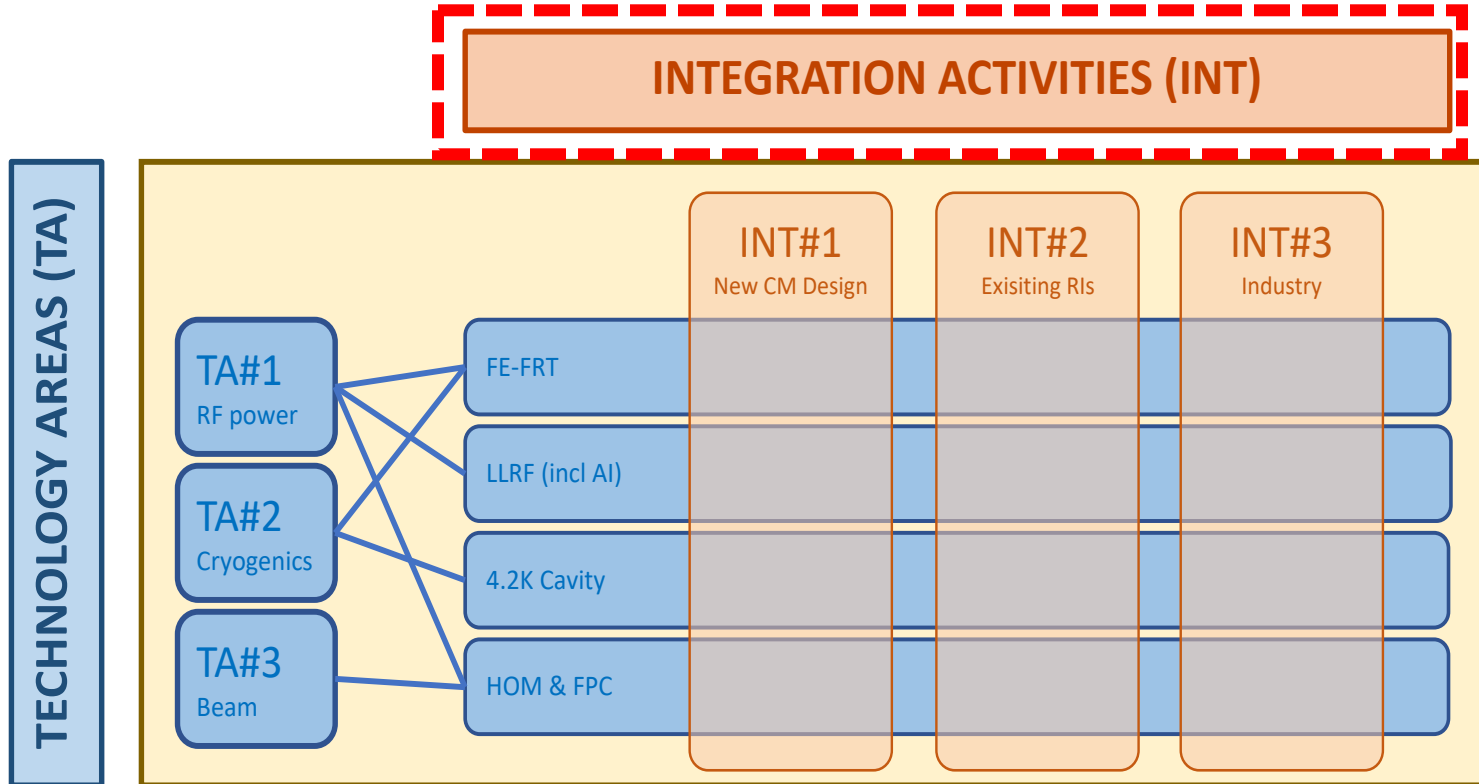 INTEGRATION ACTIVITIES (INT)
TECHNOLOGY AREAS (TA)
INT#1
New CM Design
INT#2
Exisiting RIs
INT#3
Industry
TA#1
RF power
TA#2
Cryogenics
TA#3
Beam
FE-FRT
LLRF (incl AI)
4.2K Cavity
HOM & FPC